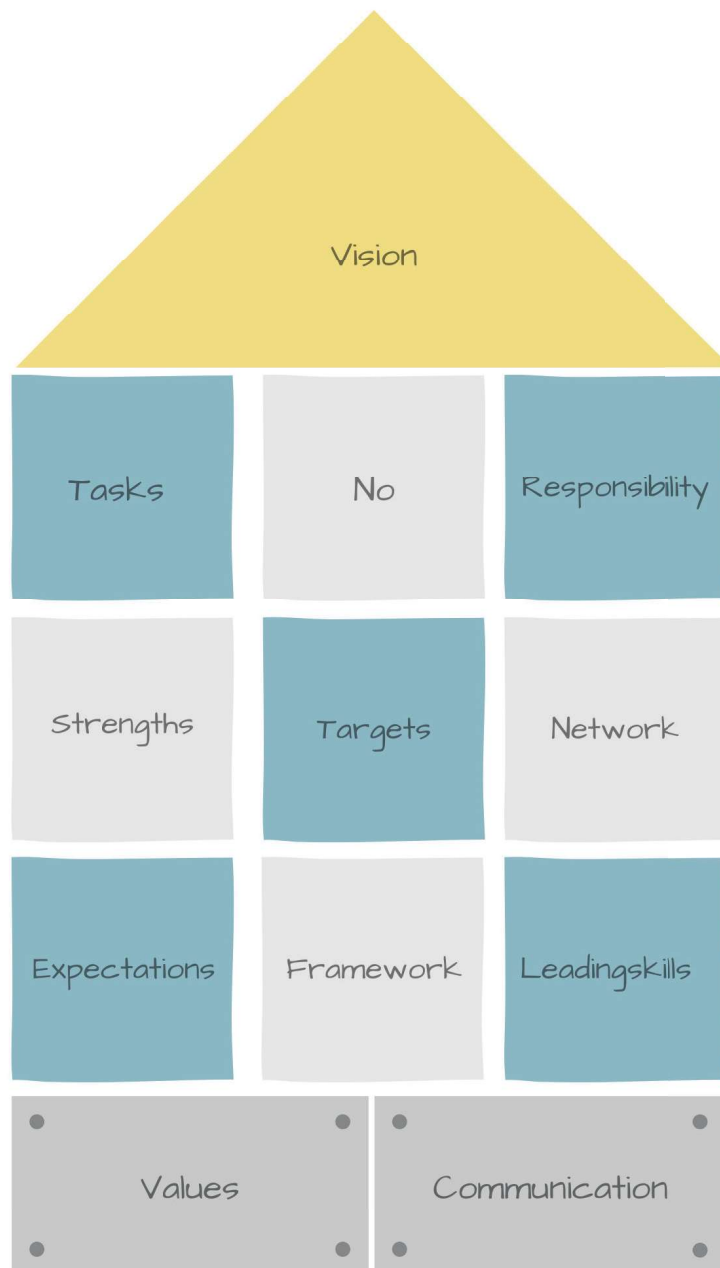 Vision
Tasks
No
Responsibility
Strengths
Targets
Network
Expectations
Framework
Leadingskills
Values
Communication